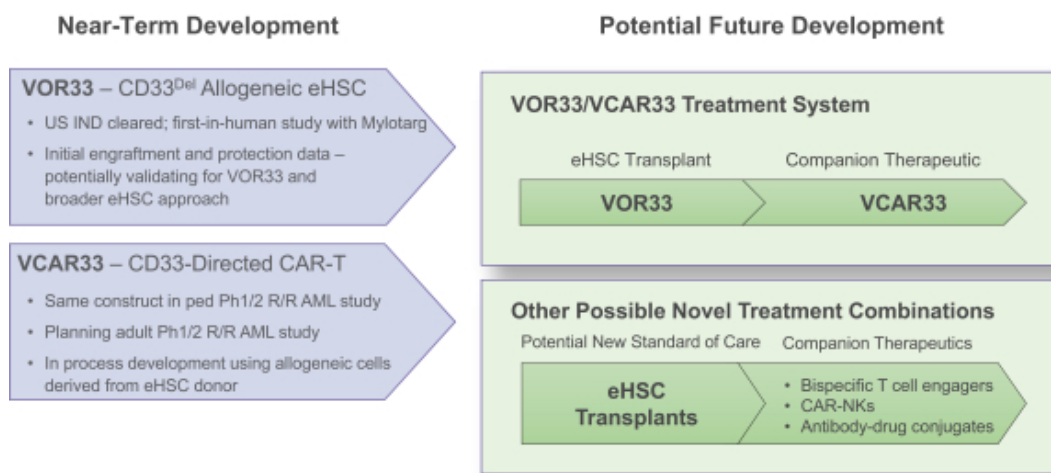 Near-Term Development
VOR33 – CD33Del Allogeneic eHSC
• US IND cleared; first-in-human study with Mylotarg
• Initial engraftment and protection data –
potentially validating for VOR33 and
broader eHSC approach
VCAR33 – CD33-Directed CAR-T
• Same construct in ped Ph1/2 R/R AML study
• Planning adult Ph1/2 R/R AML study
• In process development using allogeneic cells
derived from eHSC donor
Potential Future Development
VOR33/VCAR33 Treatment System
eHSC Transplant
VOR33
Companion Therapeutic
VCAR33
Other Possible Novel Treatment Combinations
Potential New Standard of Care
eHSC
Transplants
Companion Therapeutics
• Bispecific T cell engagers
• CAR-NKs
• Antibody-drug conjugates